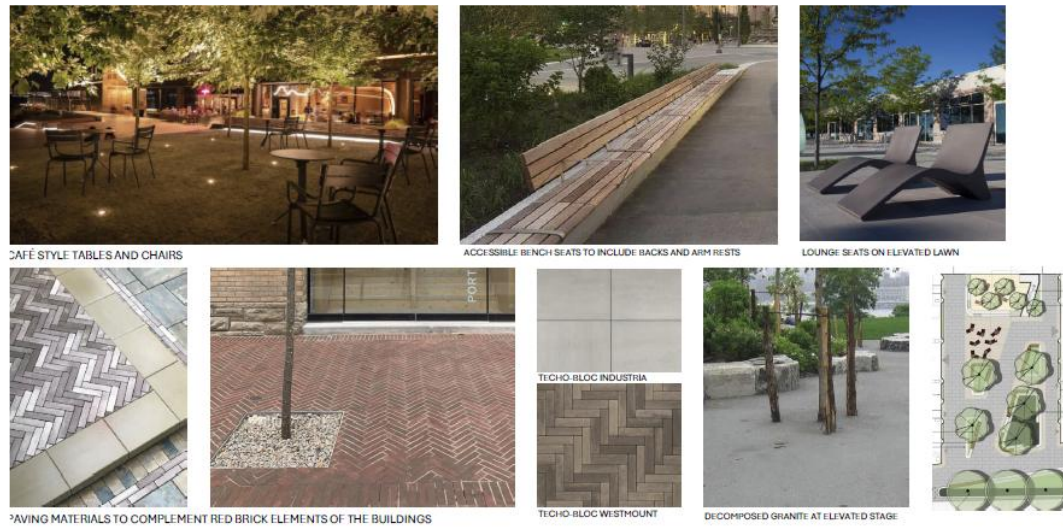 CAFÉ STYLE TABLES AND CHAIRS
ACCESSIBLE BENCH SEATS TO INCLUDE BACKS AND ARM RESTS
LOUNGE SEATS ON ELEVATED LAWN
PORT
TECHO-BLOC INDUSTRIA
TECHO-BLOC WESTMOUNT
PAVING MATERIALS TO COMPLEMENT RED BRICK ELEMENTS OF THE BUILDINGS
DECOMPOSED GRANITE AT ELEVATED STAGE